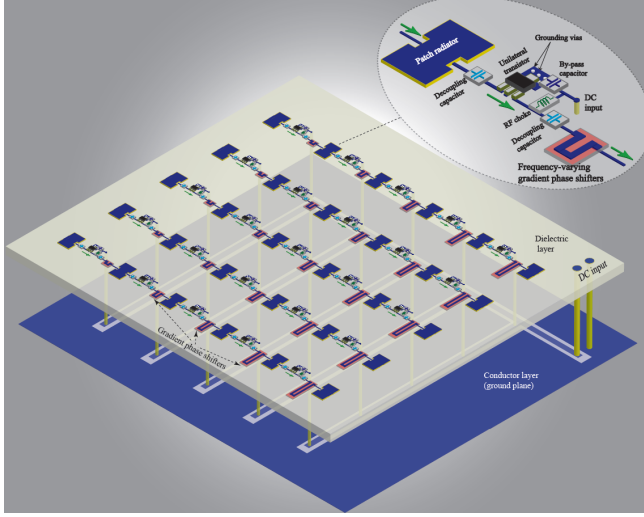 Patch radiator
Decoupling
capacitor
Unilateral
transistor
Grounding vias
By-pass
capacitor
DC
input
RF choke
Decoupling
capacitor
Frequency-varying
gradient phase shifters
Dielectric
layer
DC input
Gradient phase shifters
Conductor layer
(ground plane)